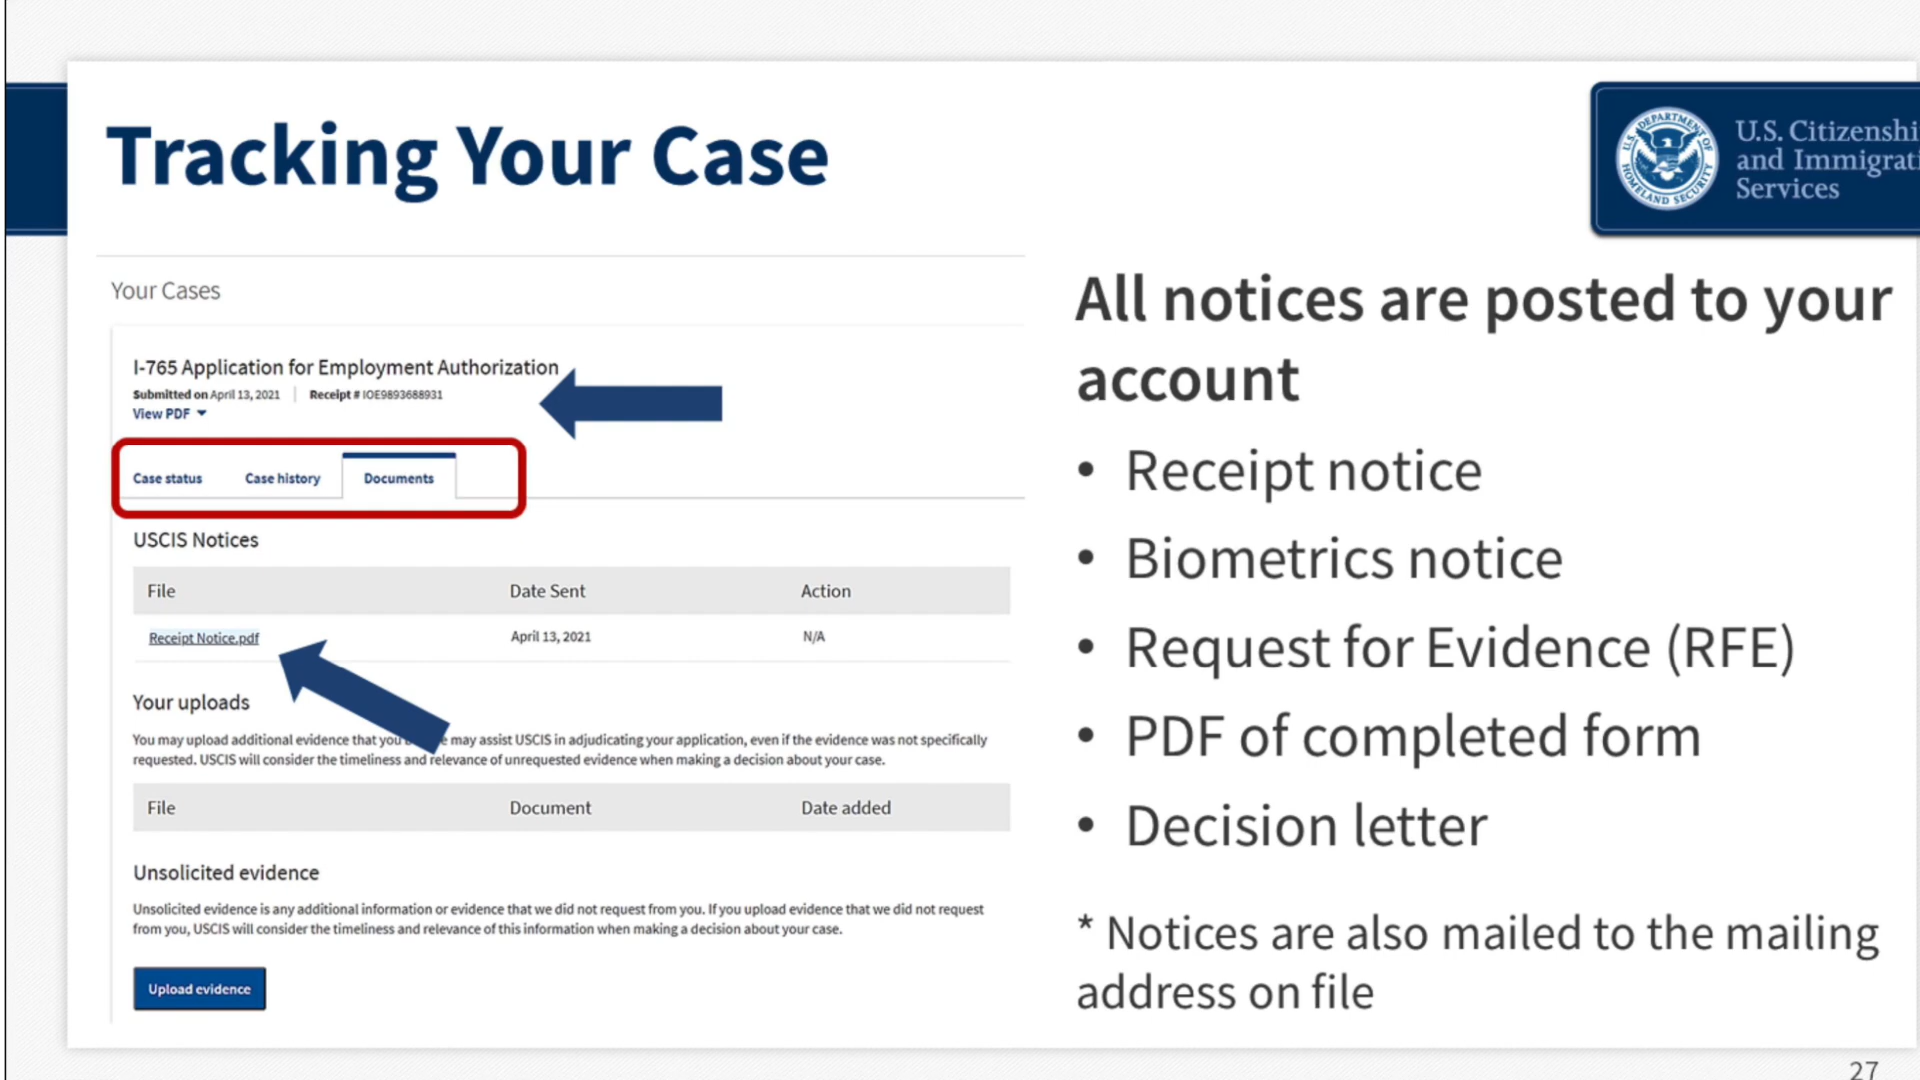 Tracking Your Case
U.S. DEPARTMENT OF
HOMELAND SECURITY
U.S. Citizenshi
and Immigrati
Services
Your Cases
I-765 Application for Employment Authorization
Submitted on April 13, 2021 Receipt # IOE9893688931
View PDF
Case status Case history Documents
USCIS Notices
File Date Sent Action
Receipt Notice.pdf April 13, 2021 N/A
Your uploads
You may upload additional evidence that you may assist USCIS in adjudicating your application, even if the evidence was not specifically
requested. USCIS will consider the timeliness and relevance of unrequested evidence when making a decision about your case.
File Document Date added
Unsolicited evidence
Unsolicited evidence is any additional information or evidence that we did not request from you. If you upload evidence that we did not request
from you, USCIS will consider the timeliness and relevance of this information when making a decision about your case.
Upload evidence
All notices are posted to your
account
• Receipt notice
• Biometrics notice
• Request for Evidence (RFE)
• PDF of completed form
• Decision letter
* Notices are also mailed to the mailing
address on file
27